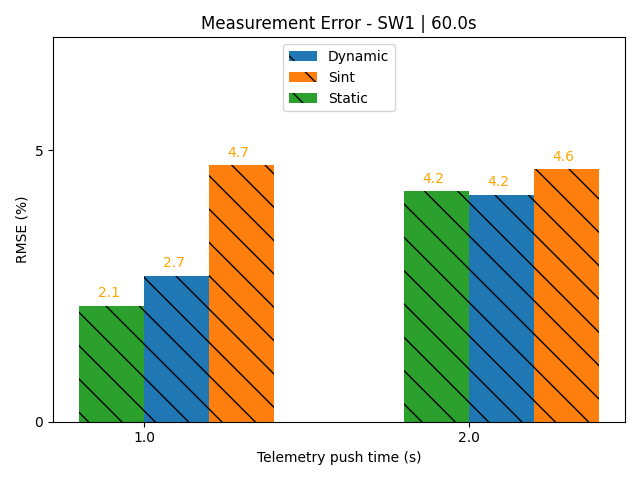 Measurement Error - SW1 | 60.0s
Dynamic
Sint
Static
RMSE (%)
5
0
2.1
2.7
4.7
4.2
4.2
4.6
1.0
2.0
Telemetry push time (s)